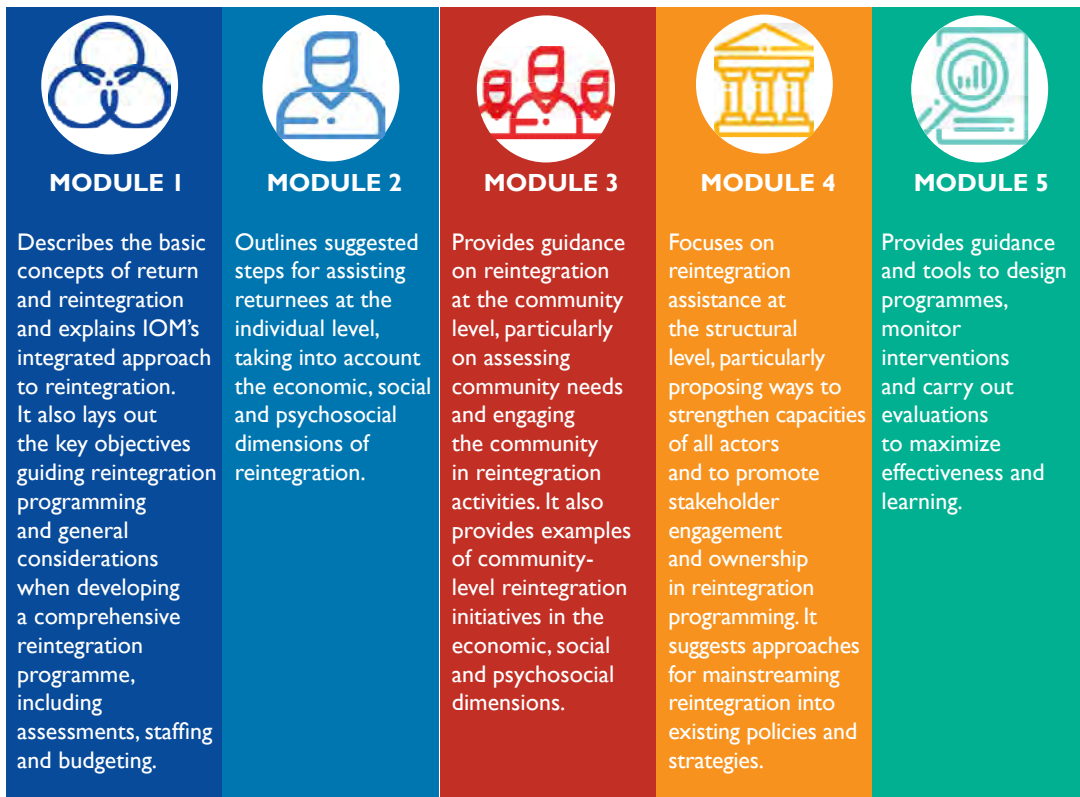 MODULE 1
Describes the basic
concepts of return
and reintegration
and explains IOM's
integrated approach
to reintegration.
It also lays out
the key objectives
guiding reintegration
programming
and general
considerations
when developing
a comprehensive
reintegration
programme,
including
assessments, staffing
and budgeting.
MODULE 2
Outlines suggested
steps for assisting
returnees at the
individual level,
taking into account
the economic, social
and psychosocial
dimensions of
reintegration.
MODULE 3
Provides guidance
on reintegration
at the community
level, particularly
on assessing
community needs
and engaging
the community
in reintegration
activities. It also
provides examples
of community-
level reintegration
initiatives in the
economic, social
and psychosocial
dimensions.
MODULE 4
Focuses on
reintegration
assistance at
the structural
level, particularly
proposing ways to
strengthen capacities
of all actors
and to promote
stakeholder
engagement
and ownership
in reintegration
programming. It
suggests approaches
for mainstreaming
reintegration into
existing policies and
strategies.
MODULE 5
Provides guidance
and tools to design
programmes,
monitor
interventions
and carry out
evaluations
to maximize
effectiveness and
learning.